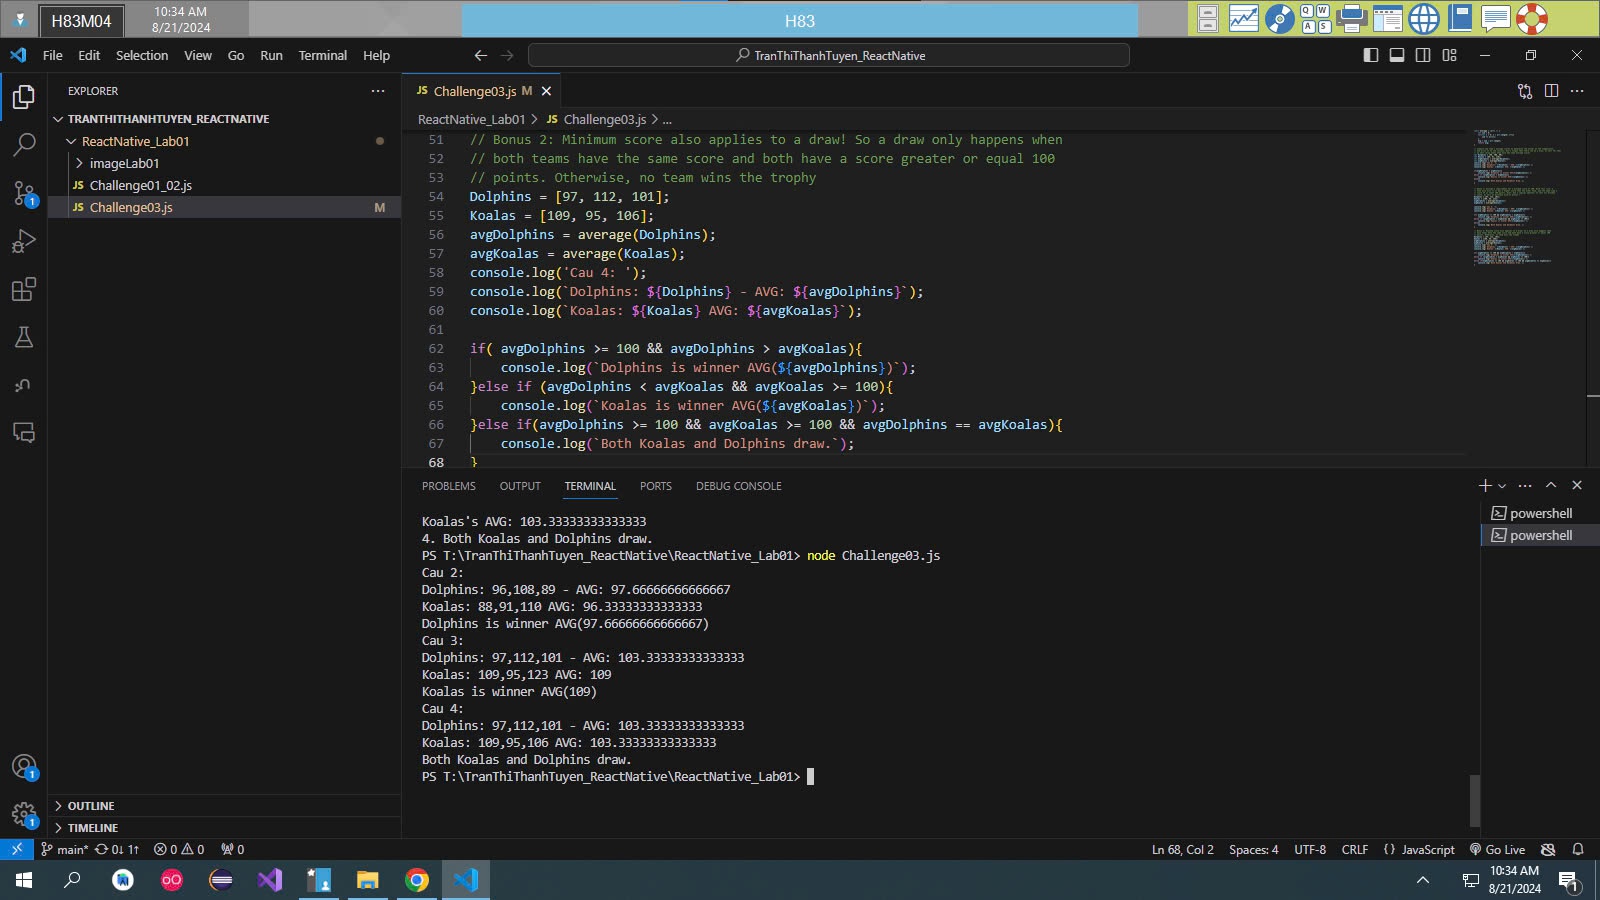 H83M04
10:34 AM
8/21/2024
H83
Q W
A S
File Edit Selection View Go Run Terminal Help
TranThiThanhTuyen_ReactNative
EXPLORER
TRANTHITHANHTUYEN_REACTNATIVE
ReactNative_Lab01
imageLab01
JS Challenge01_02.js
JS Challenge03.js M
JS Challenge03.js M
ReactNative_Lab01 > JS Challenge03.js > ...
51 // Bonus 2: Minimum score also applies to a draw! So a draw only happens when
52 // both teams have the same score and both have a score greater or equal 100
53 // points. Otherwise, no team wins the trophy
54 Dolphins = [97, 112, 101];
55 Koalas = [109, 95, 106];
56 avgDolphins = average(Dolphins);
57 avgKoalas = average(Koalas);
58 console.log('Cau 4: ');
59 console.log(`Dolphins: ${Dolphins} - AVG: ${avgDolphins}`);
60 console.log(`Koalas: ${Koalas} AVG: ${avgKoalas}`);
61
62 if( avgDolphins >= 100 && avgDolphins > avgKoalas){
63 console.log(`Dolphins is winner AVG(${avgDolphins})`);
64 }else if (avgDolphins < avgKoalas && avgKoalas >= 100){
65 console.log(`Koalas is winner AVG(${avgKoalas})`);
66 }else if(avgDolphins >= 100 && avgKoalas >= 100 && avgDolphins == avgKoalas){
67 console.log(`Both Koalas and Dolphins draw.`);
68 }
PROBLEMS OUTPUT TERMINAL PORTS DEBUG CONSOLE
powershell
powershell
Koalas's AVG: 103.33333333333333
4. Both Koalas and Dolphins draw.
PS T:\TranThiThanhTuyen_ReactNative\ReactNative_Lab01> node Challenge03.js
Cau 2:
Dolphins: 96,108,89 - AVG: 97.66666666666667
Koalas: 88,91,110 AVG: 96.33333333333333
Dolphins is winner AVG(97.66666666666667)
Cau 3:
Dolphins: 97,112,101 - AVG: 103.33333333333333
Koalas: 109,95,123 AVG: 109
Koalas is winner AVG(109)
Cau 4:
Dolphins: 97,112,101 - AVG: 103.33333333333333
Koalas: 109,95,106 AVG: 103.33333333333333
Both Koalas and Dolphins draw.
PS T:\TranThiThanhTuyen_ReactNative\ReactNative_Lab01>
1
1
1
OUTLINE
TIMELINE
main* 0↓ 1↑ 0 0 0 Ln 68, Col 2 Spaces: 4 UTF-8 CRLF {} JavaScript Go Live
10:34 AM
8/21/2024
1